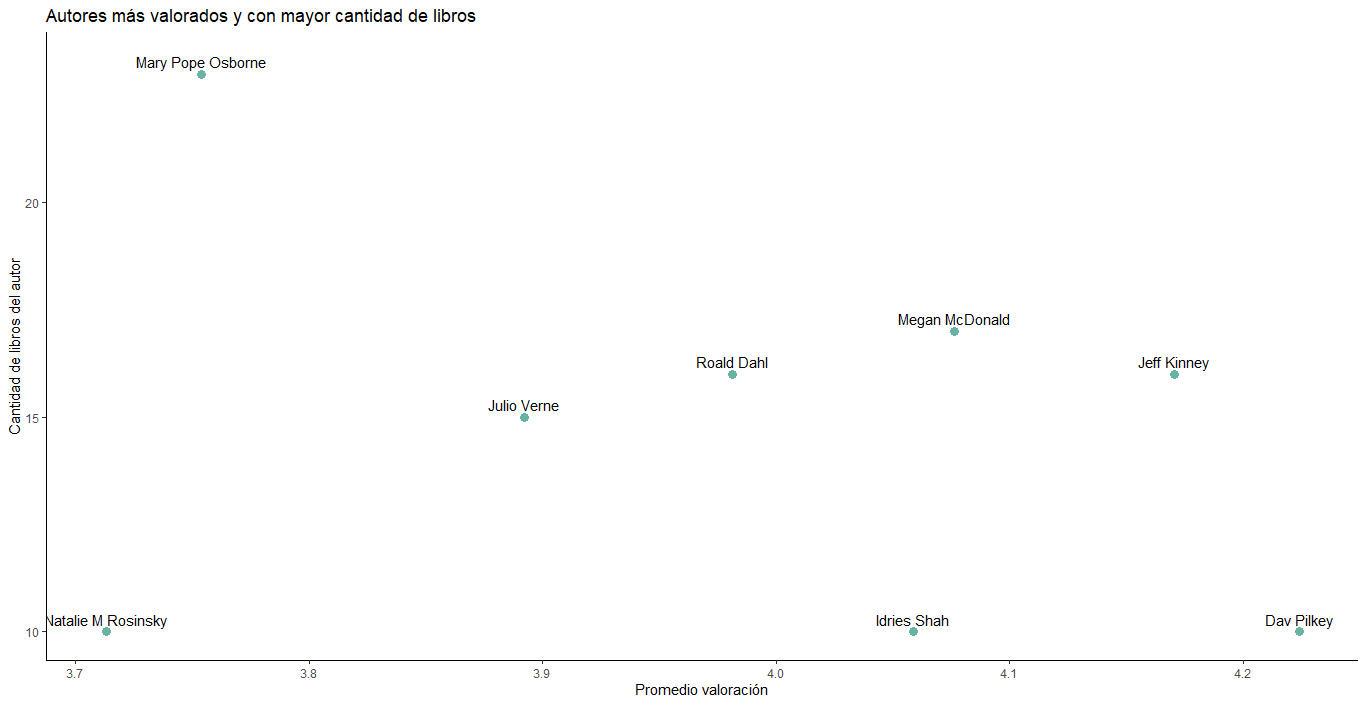 Autores más valorados y con mayor cantidad de libros
Mary Pope Osborne
20
Megan McDonald
Roald Dahl
Jeff Kinney
Julio Verne
15
Cantidad de libros del autor
Natalie M Rosinsky
Idries Shah
Dav Pilkey
10
3.7
3.8
3.9
4.0
4.1
4.2
Promedio valoración